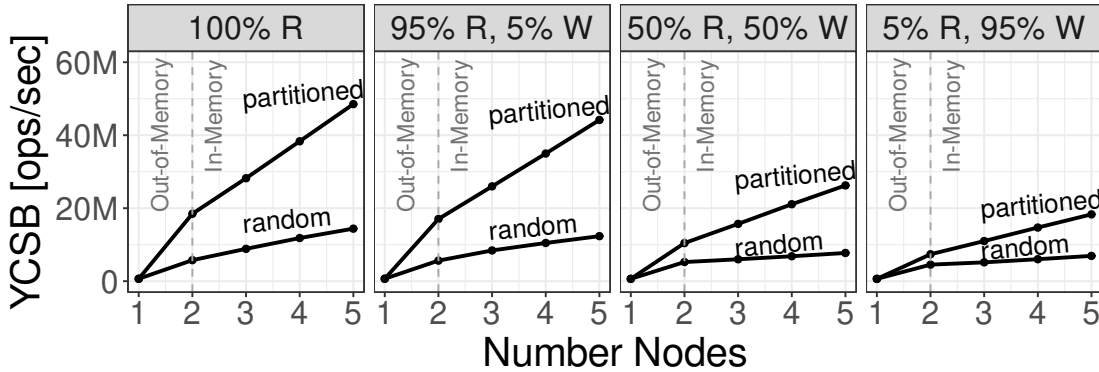 100% R
95% R, 5% W
50% R, 50% W
5% R, 95% W
YCSB [ops/sec]
60M
40M
20M
0
Out-of-Memory
In-Memory
partitioned
random
Out-of-Memory
In-Memory
partitioned
random
Out-of-Memory
In-Memory
partitioned
random
Out-of-Memory
In-Memory
partitioned
random
1 2 3 4 5
1 2 3 4 5
1 2 3 4 5
1 2 3 4 5
Number Nodes